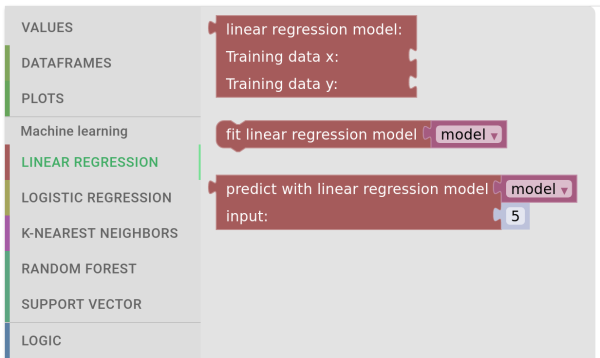 VALUES
DATAFRAMES
PLOTS
Machine learning
LINEAR REGRESSION
LOGISTIC REGRESSION
K-NEAREST NEIGHBORS
RANDOM FOREST
SUPPORT VECTOR
LOGIC
linear regression model:
Training data x:
Training data y:
fit linear regression model model ▾
predict with linear regression model model ▾
input: 5